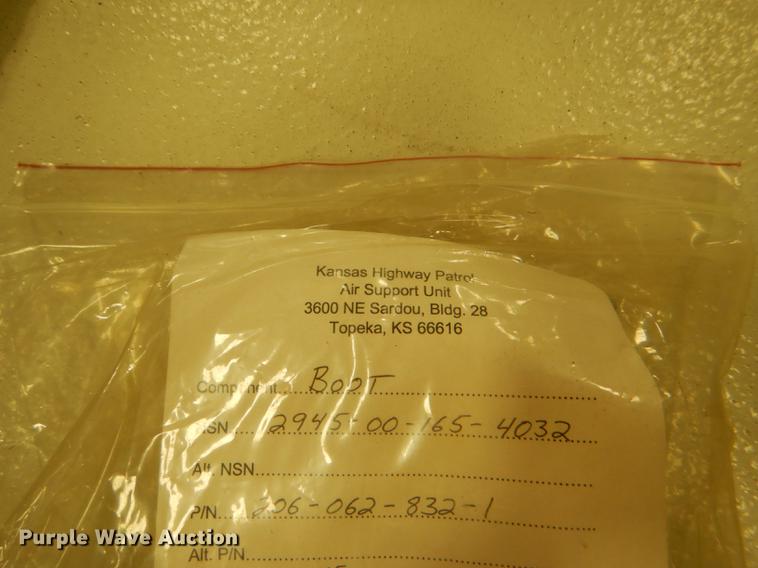 Kansas Highway Patrol
Air Support Unit
3600 NE Sardou, Bldg. 28
Topeka, KS 66616
Component.... BOOT
NSN.... 2945-00-165-4032
Alt. NSN....
P/N.... 206-062-832-1
Alt. P/N....
Purple Wave Auction